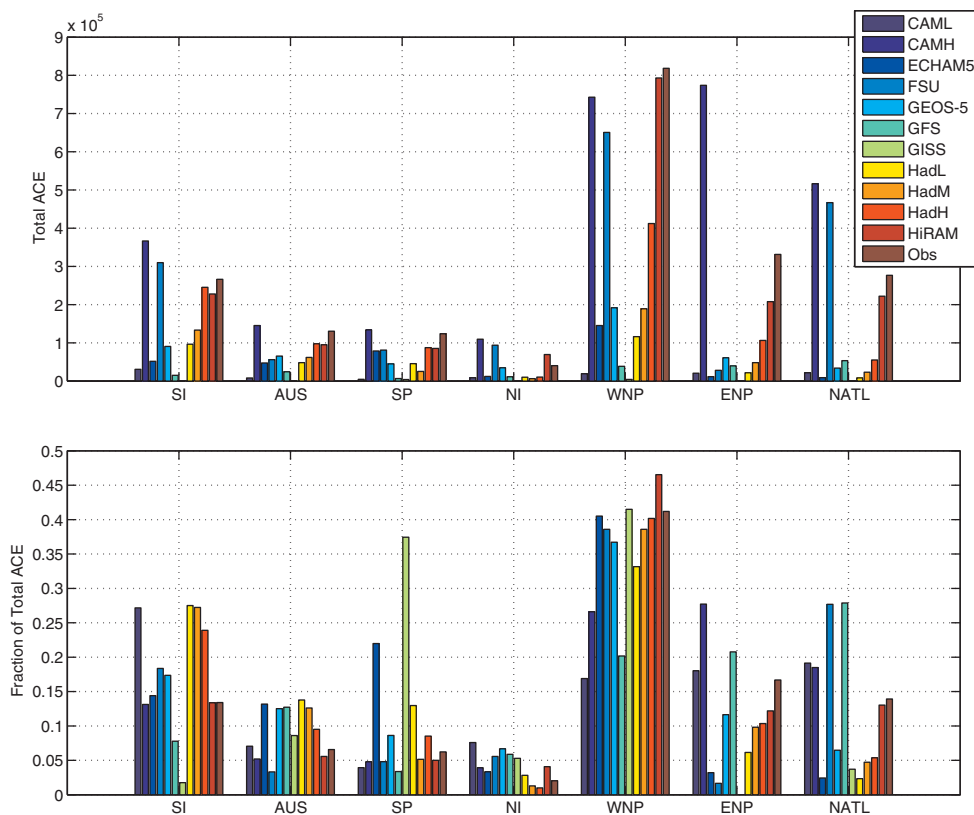 x 10^5
9
8
7
6
5
4
3
2
1
0
Total ACE
SI AUS SP NI WNP ENP NATL
CAML
CAMH
ECHAM5
FSU
GEOS-5
GFS
GISS
HadL
HadM
HadH
HiRAM
Obs
0.5
0.45
0.4
0.35
0.3
0.25
0.2
0.15
0.1
0.05
0
Fraction of Total ACE
SI AUS SP NI WNP ENP NATL